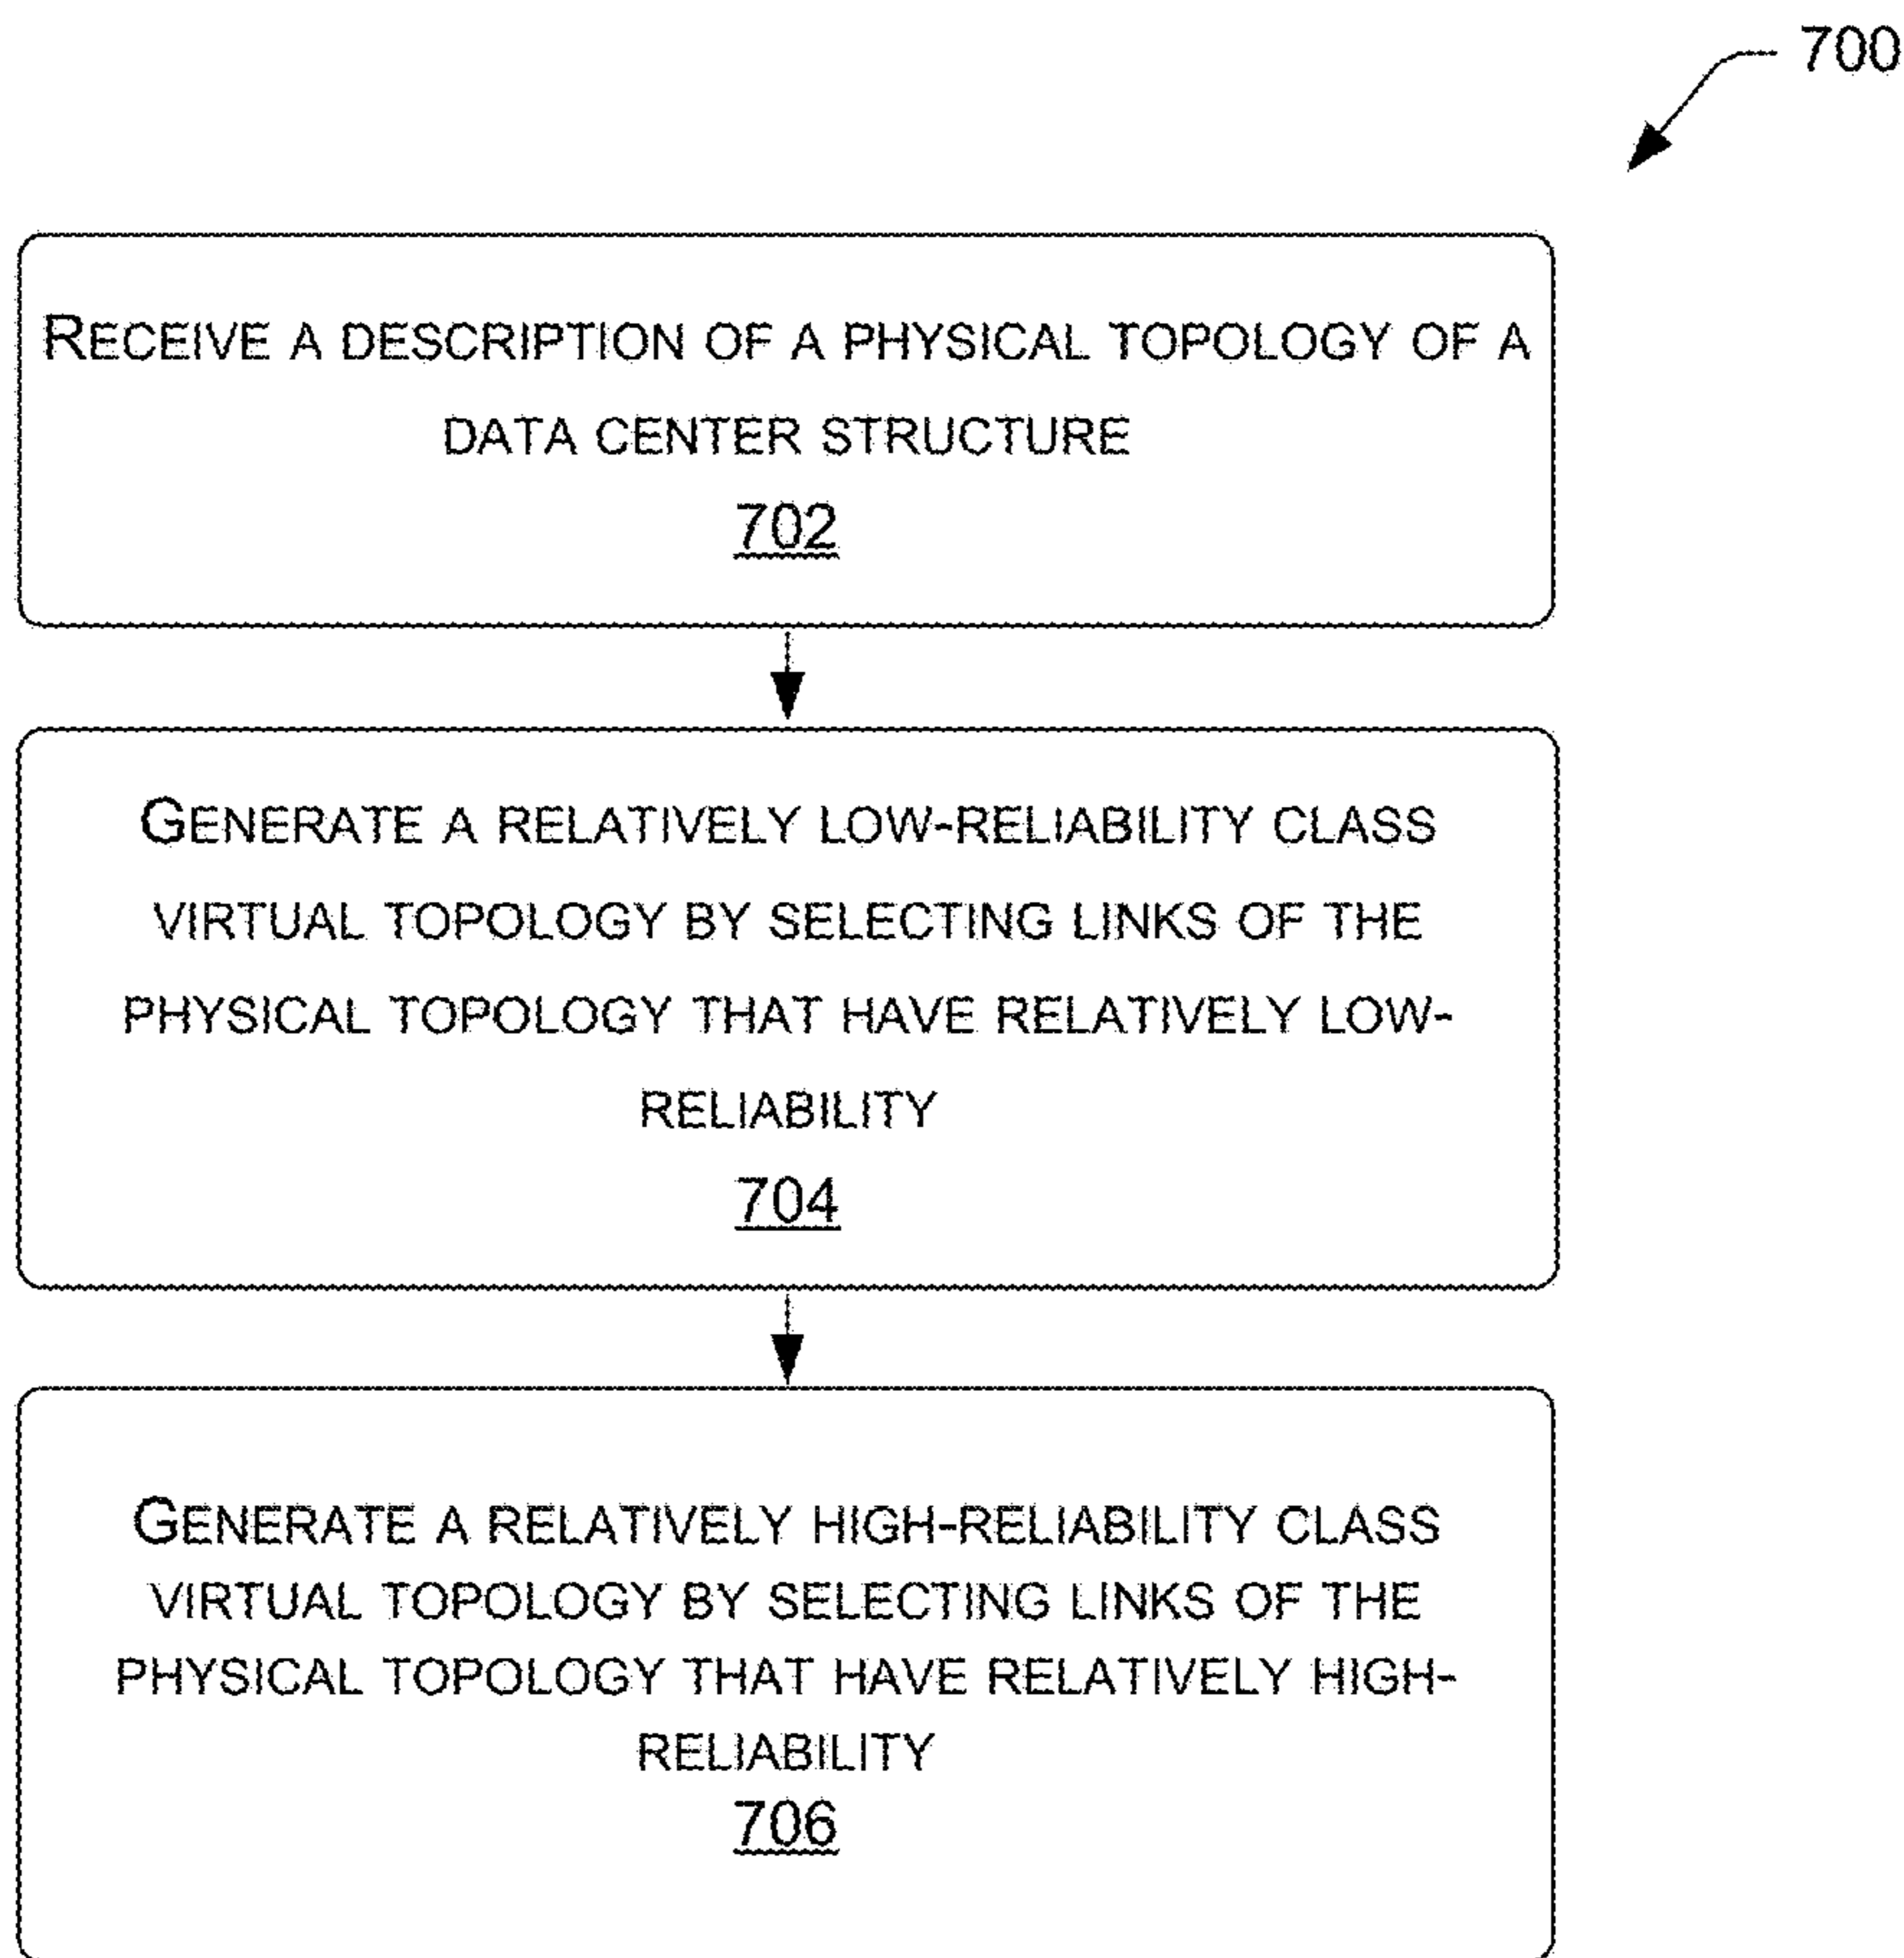 700
RECEIVE A DESCRIPTION OF A PHYSICAL TOPOLOGY OF A
DATA CENTER STRUCTURE
702
GENERATE A RELATIVELY LOW-RELIABILITY CLASS
VIRTUAL TOPOLOGY BY SELECTING LINKS OF THE
PHYSICAL TOPOLOGY THAT HAVE RELATIVELY LOW-
RELIABILITY
704
GENERATE A RELATIVELY HIGH-RELIABILITY CLASS
VIRTUAL TOPOLOGY BY SELECTING LINKS OF THE
PHYSICAL TOPOLOGY THAT HAVE RELATIVELY HIGH-
RELIABILITY
706